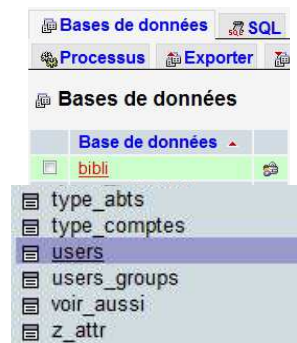 Bases de données SQL
Processus Exporter
Bases de données
Base de données
bibli
type_abts
type_comptes
users
users_groups
voir_aussi
z_attr